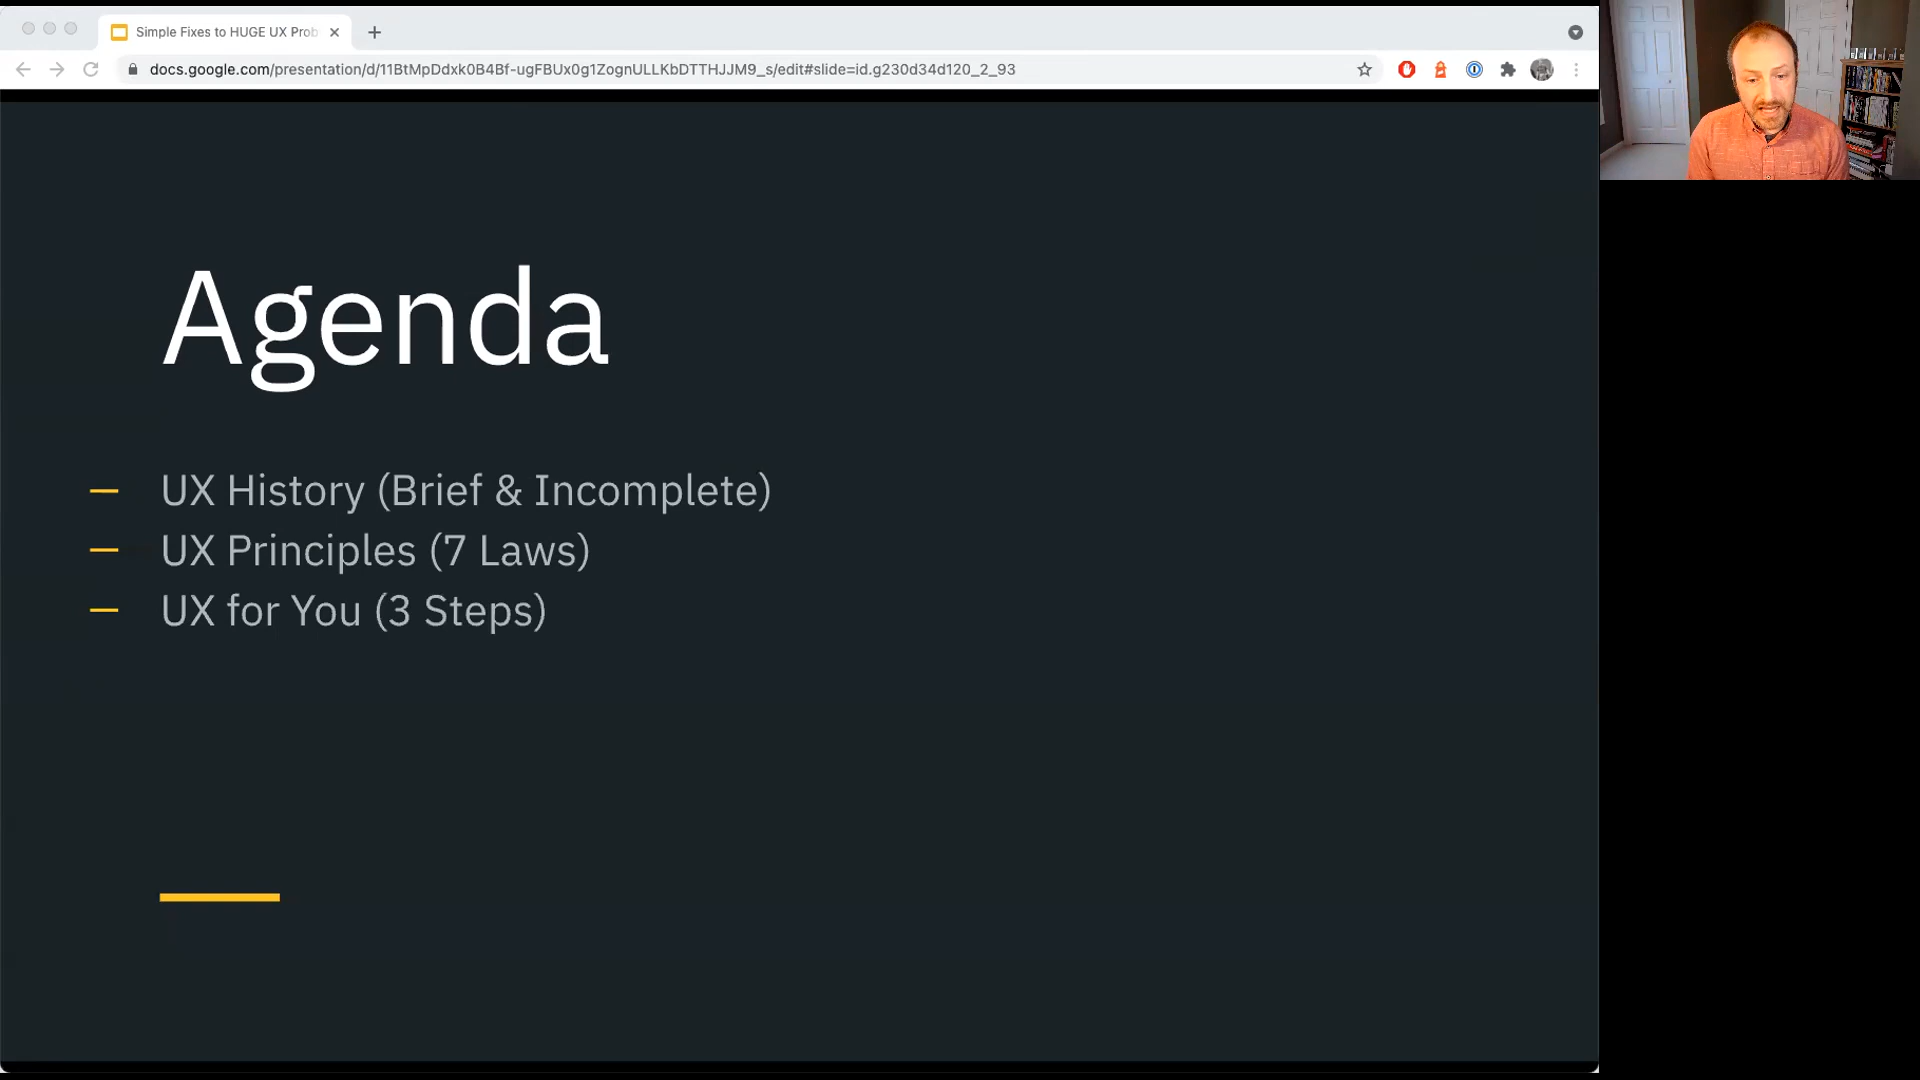 Simple Fixes to HUGE UX Prob
docs.google.com/presentation/d/11BtMpDdxk0B4Bf-ugFBUx0g1ZognULLKbDTTHJJM9_s/edit#slide=id.g230d34d120_2_93
Agenda
— UX History (Brief & Incomplete)
— UX Principles (7 Laws)
— UX for You (3 Steps)